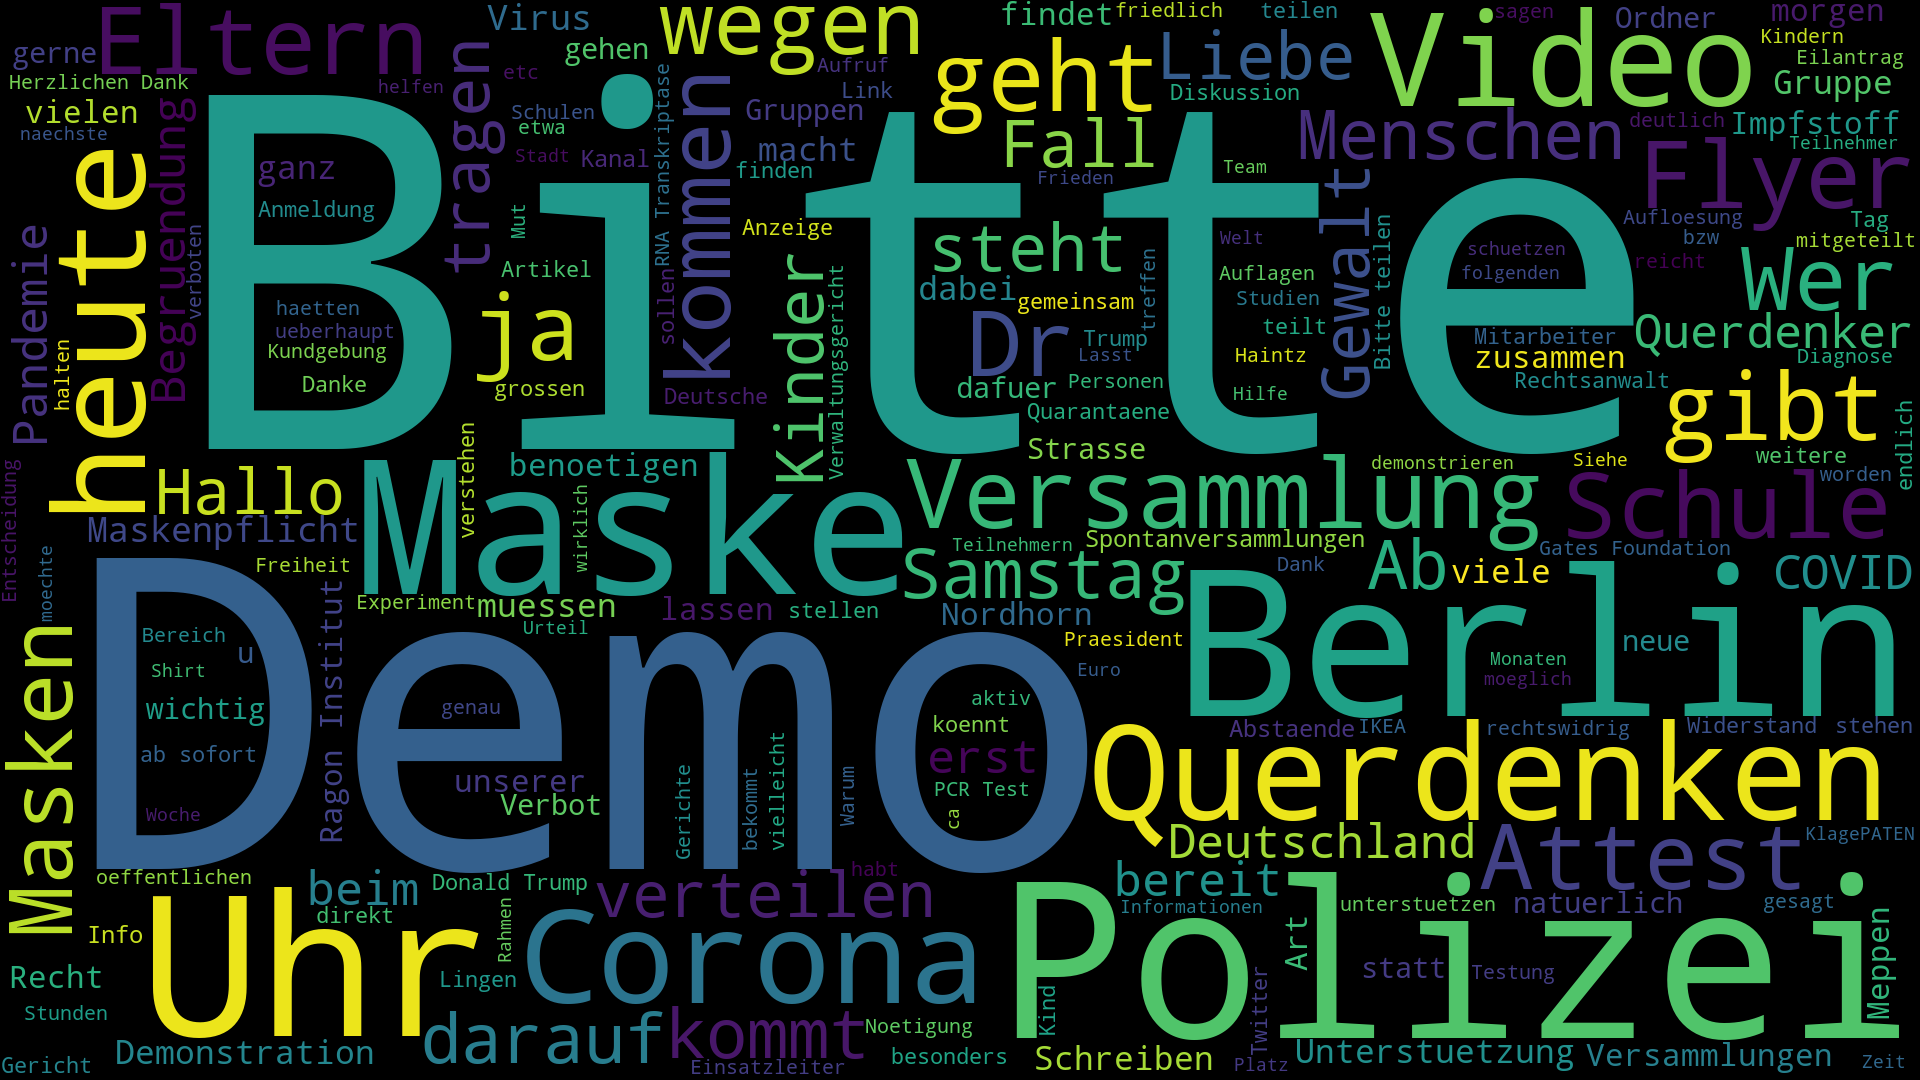 Bitte
Demo
Maske
Berlin
Polizei
Uhr
Querdenken
Corona
heute
Video
Versammlung
Eltern
wegen
geht
Liebe
Menschen
Flyer
Wer
Querdenker
gibt
Schule
Samstag
Ab
viele
COVID
Masken
Hallo
Maskenpflicht
Pandemie
Begruendung
tragen
kommen
Kinder
ja
Fall
steht
Dr
Gewalt
Attest
Deutschland
bereit
verteilen
darauf
kommt
beim
Virus
gehen
gerne
Herzlichen Dank
vielen
naechste
helfen
etc
Schulen
etwa
Stadt
Kanal
RNA Transkriptase
Aufruf
Link
Gruppen
macht
finden
findet
friedlich
teilen
sagen
Ordner
morgen
Kindern
Eilantrag
Gruppe
Diskussion
deutlich
Impfstoff
Teilnehmer
Frieden
Team
Aufloesung
Tag
bzw
mitgeteilt
reicht
ganz
Anmeldung
verboten
Mut
Artikel
Anzeige
haetten
ueberhaupt
Kundgebung
Danke
halten
grossen
sollen
Deutsche
Verwaltungsgericht
dabei
gemeinsam
treffen
Trump
Lasst
dafuer
Personen
Quarantaene
Strasse
Welt
Auflagen
Studien
teilt
Haintz
Hilfe
Bitte teilen
schuetzen
folgenden
Mitarbeiter
zusammen
Rechtsanwalt
Diagnose
weitere
endlich
worden
demonstrieren
Siehe
benoetigen
verstehen
wirklich
Entscheidung
moechte
Freiheit
Experiment
muessen
Urteil
lassen
stellen
Teilnehmern
Spontanversammlungen
Dank
Gates Foundation
Nordhorn
Praesident
Euro
neue
Monaten
moeglich
Bereich
u
Shirt
wichtig
ab sofort
Woche
Ragon Institut
genau
unserer
Verbot
Gerichte
bekommt
vielleicht
Warum
aktiv
koennt
erst
PCR Test
ca
Abstaende
IKEA
rechtswidrig
Widerstand
stehen
KlagePATEN
oeffentlichen
Donald Trump
habt
direkt
Rahmen
Info
Recht
Stunden
Gericht
Demonstration
Lingen
Noetigung
besonders
Einsatzleiter
Informationen
unterstuetzen
natuerlich
gesagt
Art
statt
Testung
Meppen
Kind
Twitter
Schreiben
Platz
Unterstuetzung
Versammlungen
Zeit